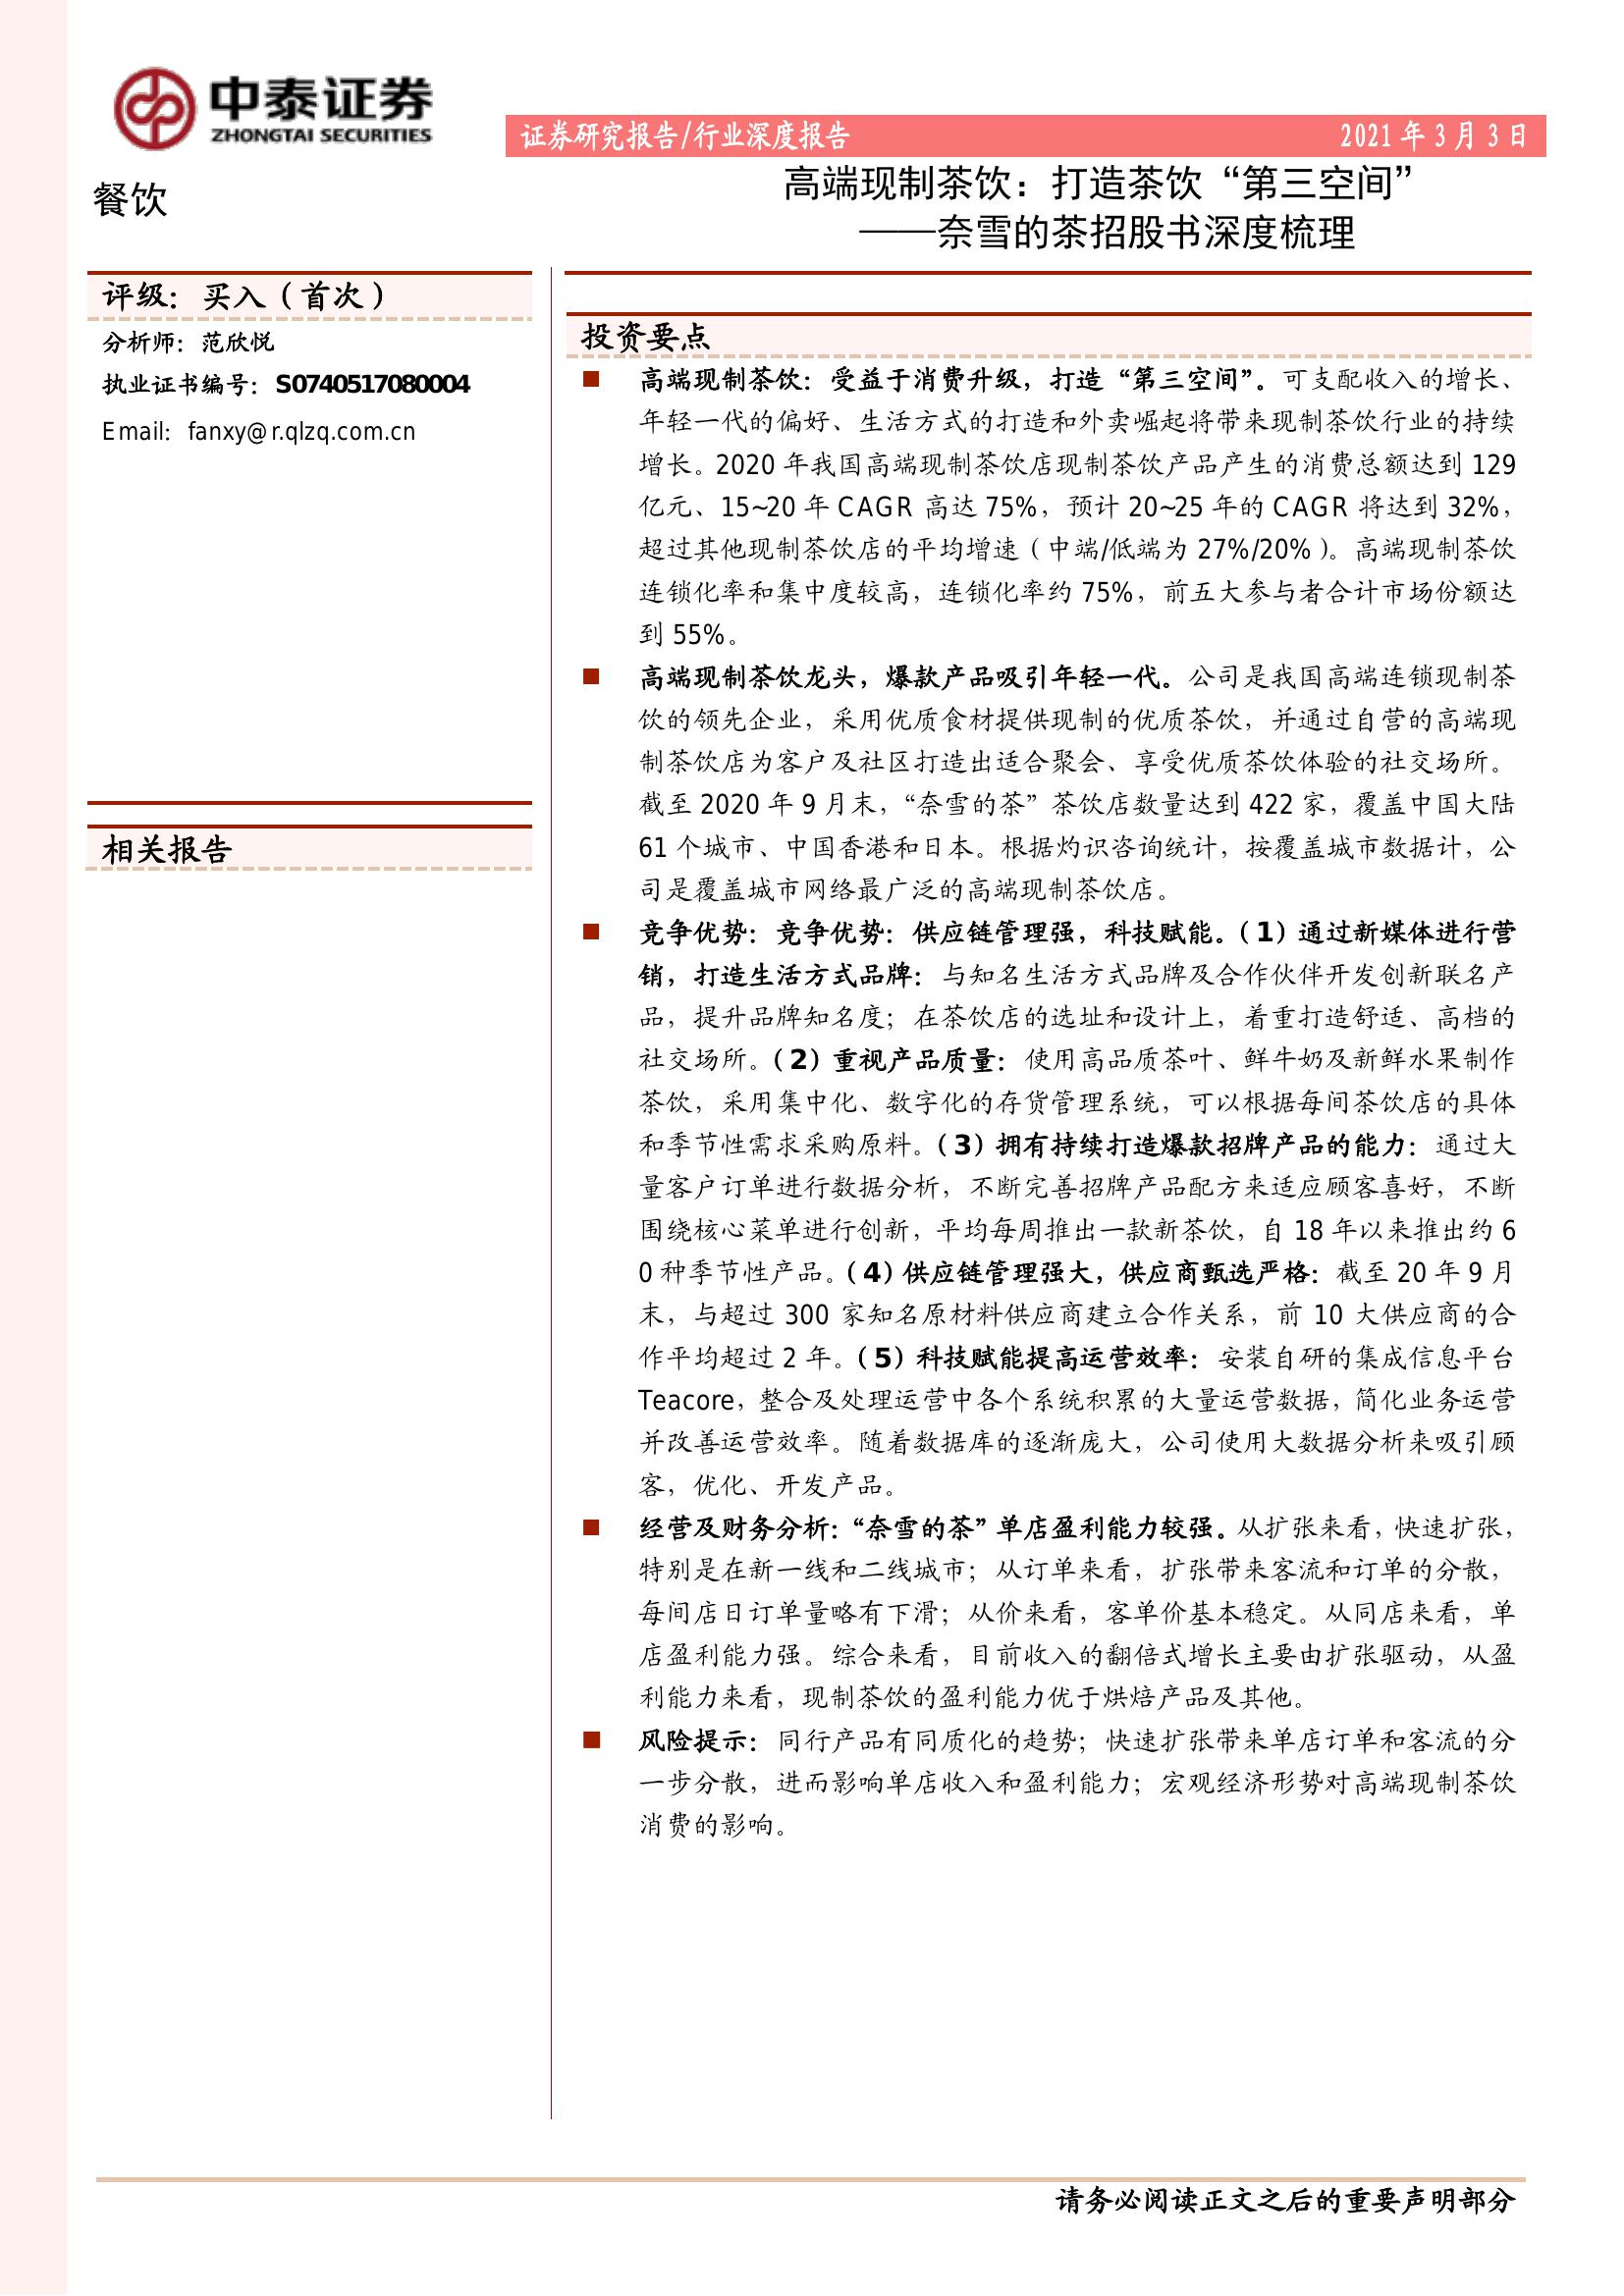 中泰证券
ZHONGTAI SECURITIES
证券研究报告/行业深度报告
2021 年 3 月 3 日
餐饮
高端现制茶饮：打造茶饮“第三空间”
——奈雪的茶招股书深度梳理
评级：买入（首次）
分析师：范欣悦
执业证书编号：S0740517080004
Email：fanxy@r.qlzq.com.cn
相关报告
投资要点
■ 高端现制茶饮：受益于消费升级，打造“第三空间”。可支配收入的增长、
年轻一代的偏好、生活方式的打造和外卖崛起将带来现制茶饮行业的持续
增长。2020 年我国高端现制茶饮店现制茶饮产品产生的消费总额达到 129
亿元、15~20 年 CAGR 高达 75%，预计 20~25 年的 CAGR 将达到 32%，
超过其他现制茶饮店的平均增速（中端/低端为 27%/20%）。高端现制茶饮
连锁化率和集中度较高，连锁化率约 75%，前五大参与者合计市场份额达
到 55%。
■ 高端现制茶饮龙头，爆款产品吸引年轻一代。公司是我国高端连锁现制茶
饮的领先企业，采用优质食材提供现制的优质茶饮，并通过自营的高端现
制茶饮店为客户及社区打造出适合聚会、享受优质茶饮体验的社交场所。
截至 2020 年 9 月末，“奈雪的茶”茶饮店数量达到 422 家，覆盖中国大陆
61 个城市、中国香港和日本。根据灼识咨询统计，按覆盖城市数据计，公
司是覆盖城市网络最广泛的高端现制茶饮店。
■ 竞争优势：竞争优势：供应链管理强，科技赋能。（1）通过新媒体进行营
销，打造生活方式品牌：与知名生活方式品牌及合作伙伴开发创新联名产
品，提升品牌知名度；在茶饮店的选址和设计上，着重打造舒适、高档的
社交场所。（2）重视产品质量：使用高品质茶叶、鲜牛奶及新鲜水果制作
茶饮，采用集中化、数字化的存货管理系统，可以根据每间茶饮店的具体
和季节性需求采购原料。（3）拥有持续打造爆款招牌产品的能力：通过大
量客户订单进行数据分析，不断完善招牌产品配方来适应顾客喜好，不断
围绕核心菜单进行创新，平均每周推出一款新茶饮，自 18 年以来推出约 6
0 种季节性产品。（4）供应链管理强大，供应商甄选严格：截至 20 年 9 月
末，与超过 300 家知名原材料供应商建立合作关系，前 10 大供应商的合
作平均超过 2 年。（5）科技赋能提高运营效率：安装自研的集成信息平台
Teacore，整合及处理运营中各个系统积累的大量运营数据，简化业务运营
并改善运营效率。随着数据库的逐渐庞大，公司使用大数据分析来吸引顾
客，优化、开发产品。
■ 经营及财务分析：“奈雪的茶”单店盈利能力较强。从扩张来看，快速扩张，
特别是在新一线和二线城市；从订单来看，扩张带来客流和订单的分散，
每间店日订单量略有下滑；从价来看，客单价基本稳定。从同店来看，单
店盈利能力强。综合来看，目前收入的翻倍式增长主要由扩张驱动，从盈
利能力来看，现制茶饮的盈利能力优于烘焙产品及其他。
■ 风险提示：同行产品有同质化的趋势；快速扩张带来单店订单和客流的分
一步分散，进而影响单店收入和盈利能力；宏观经济形势对高端现制茶饮
消费的影响。
请务必阅读正文之后的重要声明部分